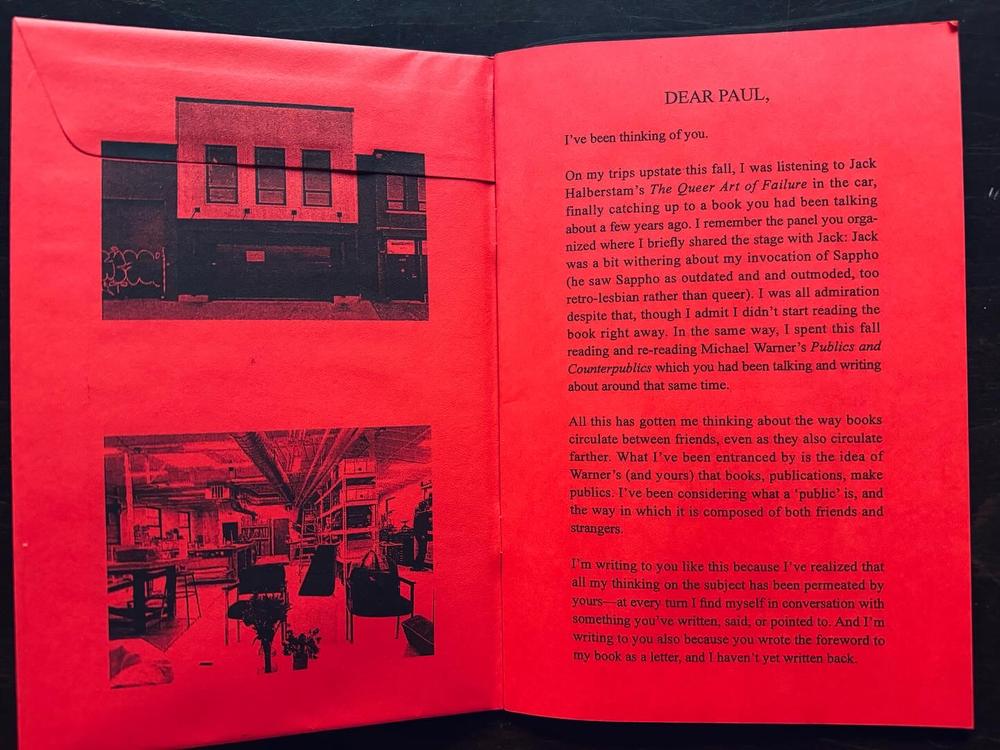 DEAR PAUL,
I've been thinking of you.
On my trips upstate this fall, I was listening to Jack
Halberstam's The Queer Art of Failure in the car,
finally catching up to a book you had been talking
about a few years ago. I remember the panel you orga-
nized where I briefly shared the stage with Jack: Jack
was a bit withering about my invocation of Sappho
(he saw Sappho as outdated and and outmoded, too
retro-lesbian rather than queer). I was all admiration
despite that, though I admit I didn't start reading the
book right away. In the same way, I spent this fall
reading and re-reading Michael Warner's Publics and
Counterpublics which you had been talking and writing
about around that same time.
All this has gotten me thinking about the way books
circulate between friends, even as they also circulate
farther. What I've been entranced by is the idea of
Warner's (and yours) that books, publications, make
publics. I've been considering what a 'public' is, and
the way in which it is composed of both friends and
strangers.
I'm writing to you like this because I've realized that
all my thinking on the subject has been permeated by
yours—at every turn I find myself in conversation with
something you've written, said, or pointed to. And I'm
writing to you also because you wrote the foreword to
my book as a letter, and I haven't yet written back.